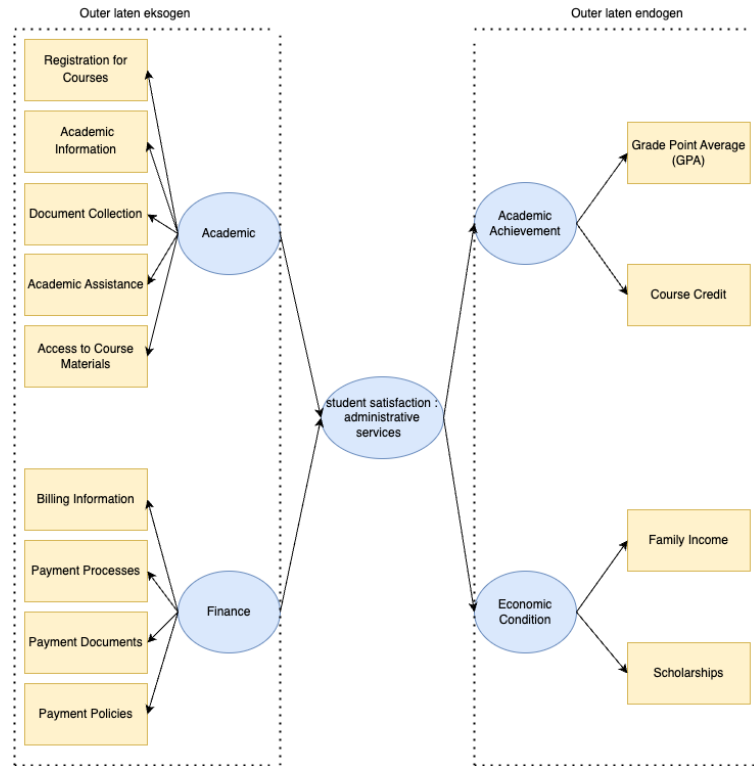 Outer laten eksogen
Registration for
Courses
Academic
Information
Document Collection
Academic Assistance
Access to Course
Materials
Academic
Billing Information
Payment Processes
Payment Documents
Payment Policies
Finance
student satisfaction :
administrative
services
Outer laten endogen
Academic
Achievement
Grade Point Average
(GPA)
Course Credit
Economic
Condition
Family Income
Scholarships